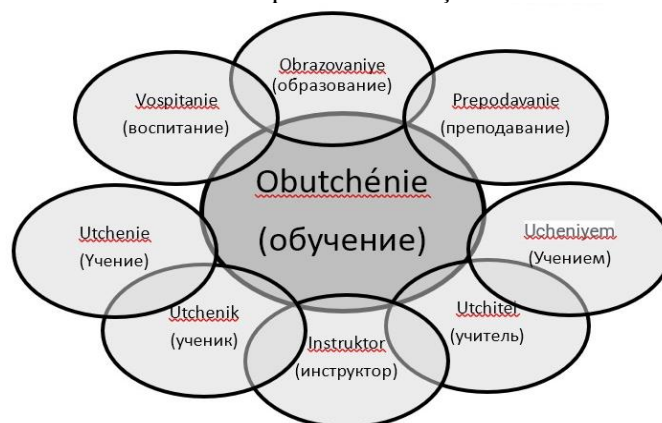 Obrazovaniye
(образование)
Vospitanie
(воспитание)
Prepodavanie
(преподавание)
Obutchénie
(обучение)
Utchenie
(Учение)
Ucheniyem
(Учением)
Utchenik
(ученик)
Instruktor
(инструктор)
Utchitel
(учитель)